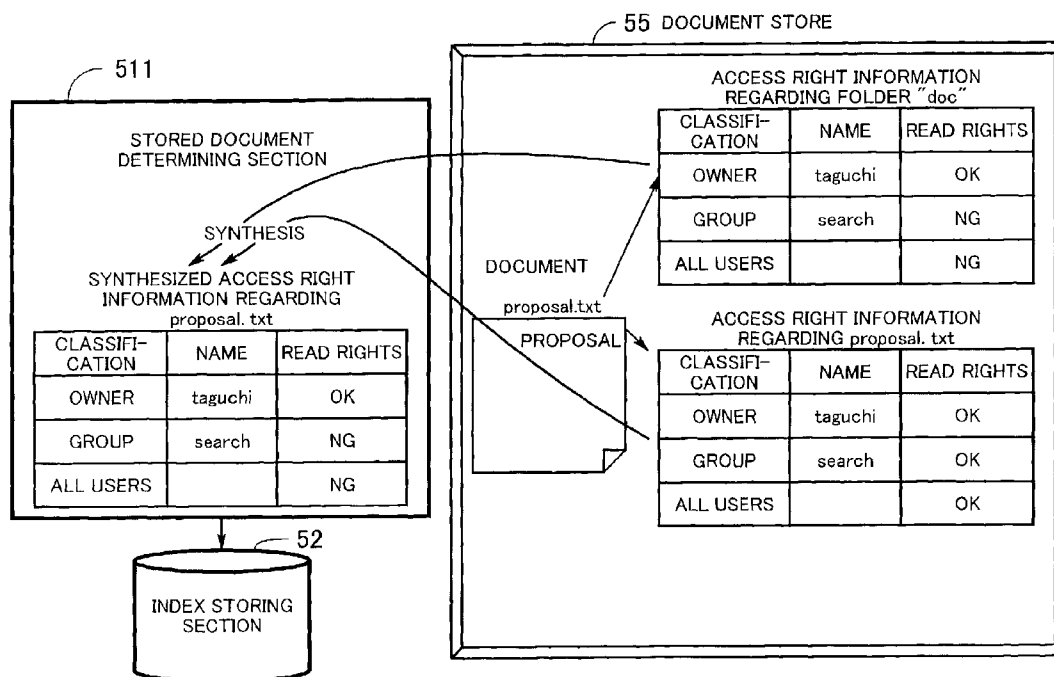 55 DOCUMENT STORE
511
STORED DOCUMENT
DETERMINING SECTION
SYNTHESIS
SYNTHESIZED ACCESS RIGHT
INFORMATION REGARDING
proposal. txt
CLASSIFI-
CATION NAME READ RIGHTS
OWNER taguchi OK
GROUP search NG
ALL USERS NG
52
INDEX STORING
SECTION
ACCESS RIGHT INFORMATION
REGARDING FOLDER "doc"
CLASSIFI-
CATION NAME READ RIGHTS
OWNER taguchi OK
GROUP search NG
ALL USERS NG
DOCUMENT
proposal.txt
PROPOSAL
ACCESS RIGHT INFORMATION
REGARDING proposal. txt
CLASSIFI-
CATION NAME READ RIGHTS
OWNER taguchi OK
GROUP search OK
ALL USERS OK